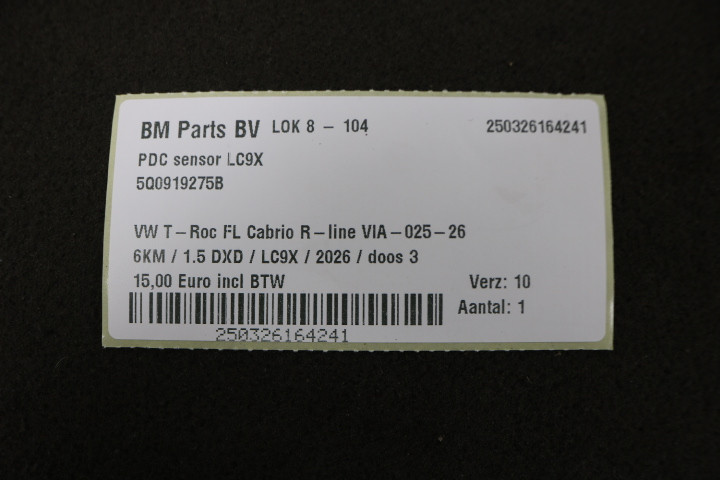 BM Parts BV LOK 8 - 104 250326164241
PDC sensor LC9X
5Q0919275B
VW T-Roc FL Cabrio R-line VIA-025-26
6KM / 1.5 DXD / LC9X / 2026 / doos 3
15,00 Euro incl BTW Verz: 10
Aantal: 1
250326164241